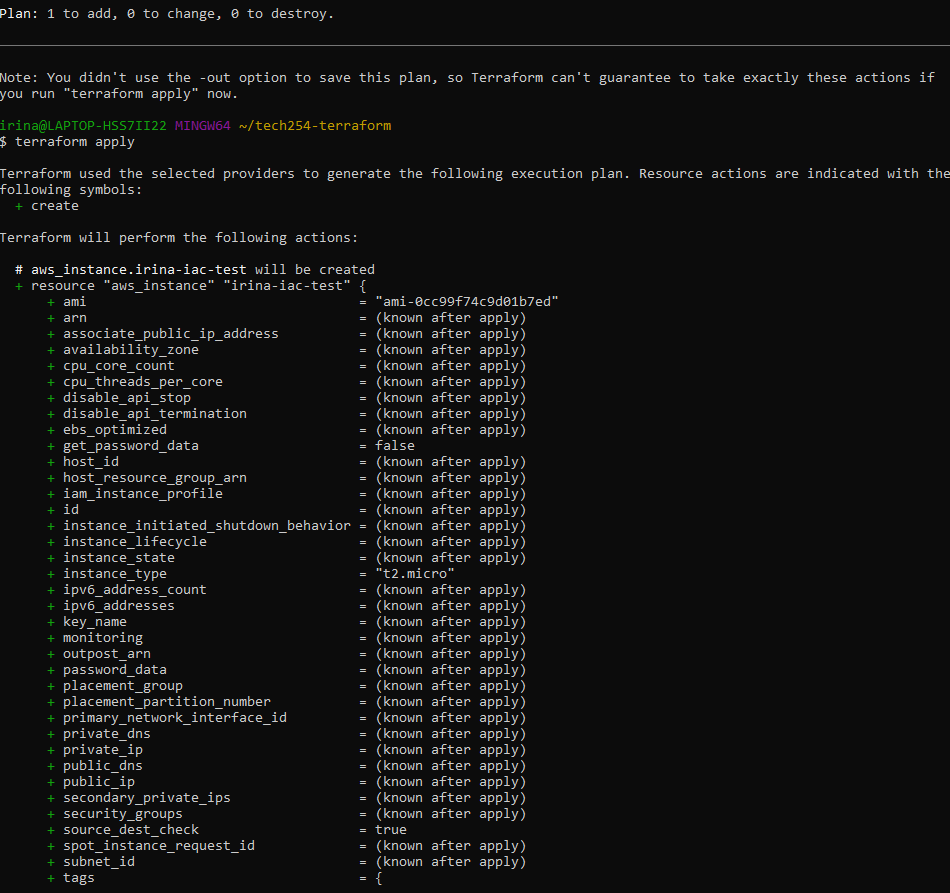 Plan: 1 to add, 0 to change, 0 to destroy.
Note: You didn't use the -out option to save this plan, so Terraform can't guarantee to take exactly these actions if
you run "terraform apply" now.
irina@LAPTOP-HSS7II22 MINGW64 ~/tech254-terraform
$ terraform apply
Terraform used the selected providers to generate the following execution plan. Resource actions are indicated with the
following symbols:
  + create
Terraform will perform the following actions:
  # aws_instance.irina-iac-test will be created
  + resource "aws_instance" "irina-iac-test" {
      + ami                                  = "ami-0cc99f74c9d01b7ed"
      + arn                                  = (known after apply)
      + associate_public_ip_address          = (known after apply)
      + availability_zone                    = (known after apply)
      + cpu_core_count                       = (known after apply)
      + cpu_threads_per_core                 = (known after apply)
      + disable_api_stop                     = (known after apply)
      + disable_api_termination              = (known after apply)
      + ebs_optimized                        = (known after apply)
      + get_password_data                    = false
      + host_id                              = (known after apply)
      + host_resource_group_arn              = (known after apply)
      + iam_instance_profile                 = (known after apply)
      + id                                   = (known after apply)
      + instance_initiated_shutdown_behavior = (known after apply)
      + instance_lifecycle                   = (known after apply)
      + instance_state                       = (known after apply)
      + instance_type                        = "t2.micro"
      + ipv6_address_count                   = (known after apply)
      + ipv6_addresses                       = (known after apply)
      + key_name                             = (known after apply)
      + monitoring                           = (known after apply)
      + outpost_arn                          = (known after apply)
      + password_data                        = (known after apply)
      + placement_group                      = (known after apply)
      + placement_partition_number           = (known after apply)
      + primary_network_interface_id         = (known after apply)
      + private_dns                          = (known after apply)
      + private_ip                           = (known after apply)
      + public_dns                           = (known after apply)
      + public_ip                            = (known after apply)
      + secondary_private_ips                = (known after apply)
      + security_groups                      = (known after apply)
      + source_dest_check                    = true
      + spot_instance_request_id             = (known after apply)
      + subnet_id                            = (known after apply)
      + tags                                 = {